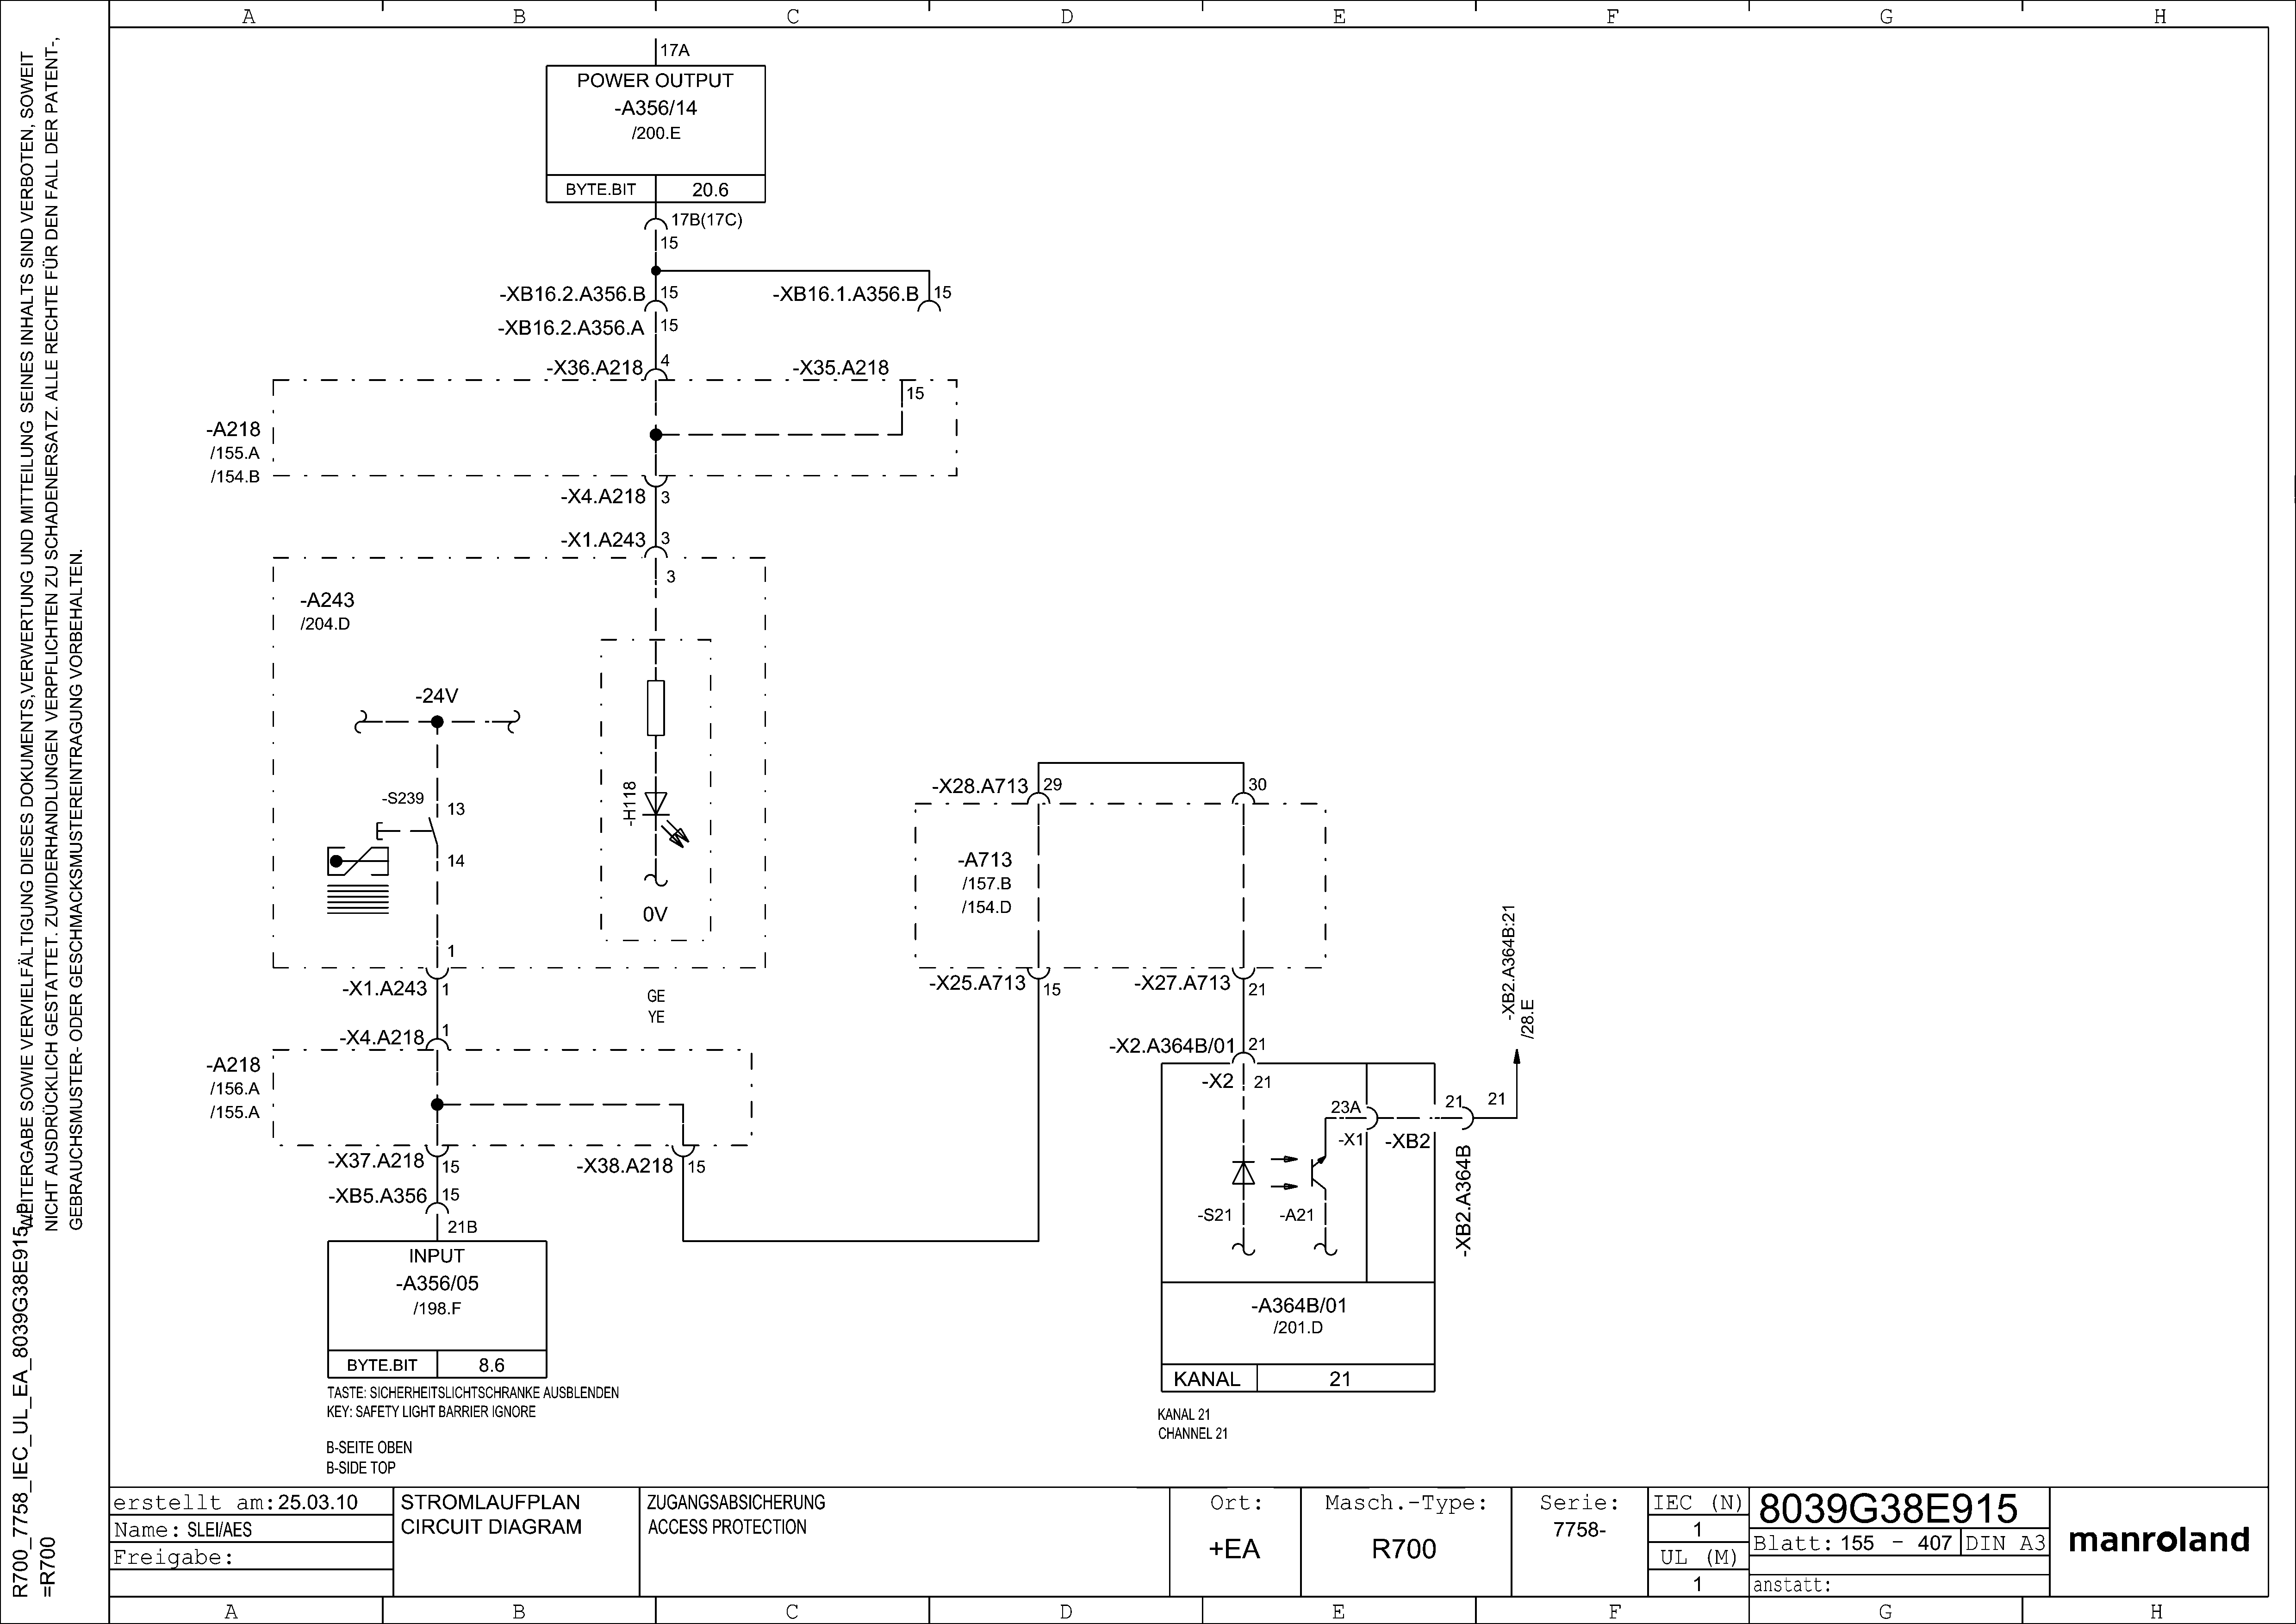 A B C D E F G H
17A
POWER OUTPUT
-A356/14
/200.E
BYTE.BIT 20.6
17B(17C)
15
-XB16.2.A356.B 15
-XB16.1.A356.B 15
-XB16.2.A356.A 15
-X36.A218 4
-X35.A218
15
-A218
/155.A
/154.B
-X4.A218 3
-X1.A243 3
3
-A243
/204.D
-24V
-S239
13
14
-H118
0V
1
-X1.A243 1
GE
YE
-X4.A218 1
-A218
/156.A
/155.A
-X37.A218 15
-X38.A218 15
-XB5.A356 15
21B
INPUT
-A356/05
/198.F
BYTE.BIT 8.6
TASTE: SICHERHEITSLICHTSCHRANKE AUSBLENDEN
KEY: SAFETY LIGHT BARRIER IGNORE
B-SEITE OBEN
B-SIDE TOP
-X28.A713 29
30
-A713
/157.B
/154.D
-X25.A713 15
-X27.A713 21
-X2.A364B/01 21
-X2 21
23A
-X1
-XB2
21
21
-XB2.A364B
-XB2.A364B:21
/28.E
-S21
-A21
-A364B/01
/201.D
KANAL 21
KANAL 21
CHANNEL 21
WEITERGABE SOWIE VERVIELFÄLTIGUNG DIESES DOKUMENTS,VERWERTUNG UND MITTEILUNG SEINES INHALTS SIND VERBOTEN, SOWEIT
NICHT AUSDRÜCKLICH GESTATTET. ZUWIDERHANDLUNGEN VERPFLICHTEN ZU SCHADENERSATZ. ALLE RECHTE FÜR DEN FALL DER PATENT-,
GEBRAUCHSMUSTER- ODER GESCHMACKSMUSTEREINTRAGUNG VORBEHALTEN.
=R700
erstellt am: 25.03.10
Name: SLEI/AES
Freigabe:
STROMLAUFPLAN
CIRCUIT DIAGRAM
ZUGANGSABSICHERUNG
ACCESS PROTECTION
Ort:
+EA
Masch.-Type:
R700
Serie:
7758-
IEC (N)
1
UL (M)
1
8039G38E915
Blatt: 155 - 407 DIN A3
anstatt:
manroland
A B C D E F G H